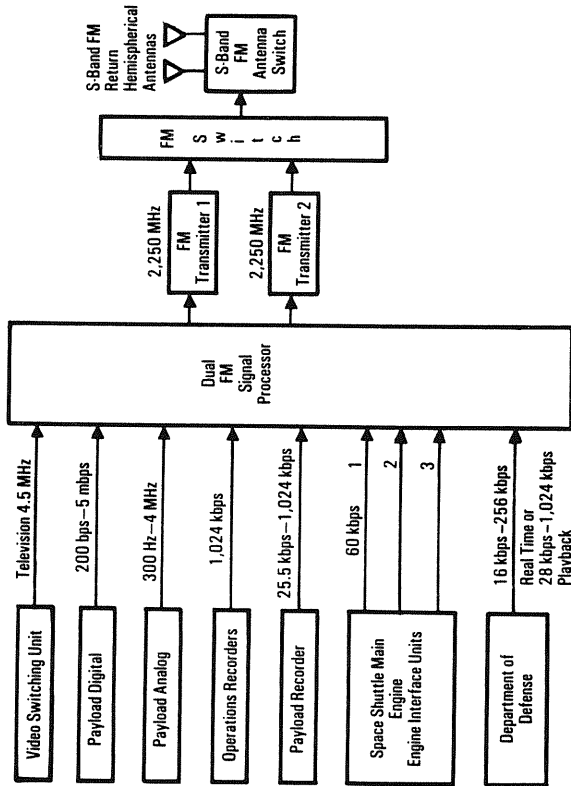 Video Switching Unit
Television 4.5 MHz
Payload Digital
200 bps—5 mbps
Payload Analog
300 Hz—4 MHz
Operations Recorders
1,024 kbps
Payload Recorder
25.5 kbps—1,024 kbps
Space Shuttle Main
Engine
Engine Interface Units
60 kbps
1
2
3
Department of
Defense
16 kbps—256 kbps
Real Time or
28 kbps—1,024 kbps
Playback
Dual
FM
Signal
Processor
2,250 MHz
FM
Transmitter 1
2,250 MHz
FM
Transmitter 2
FM
S
w
i
t
c
h
S-Band FM
Return
Hemispherical
Antennas
S-Band
FM
Antenna
Switch